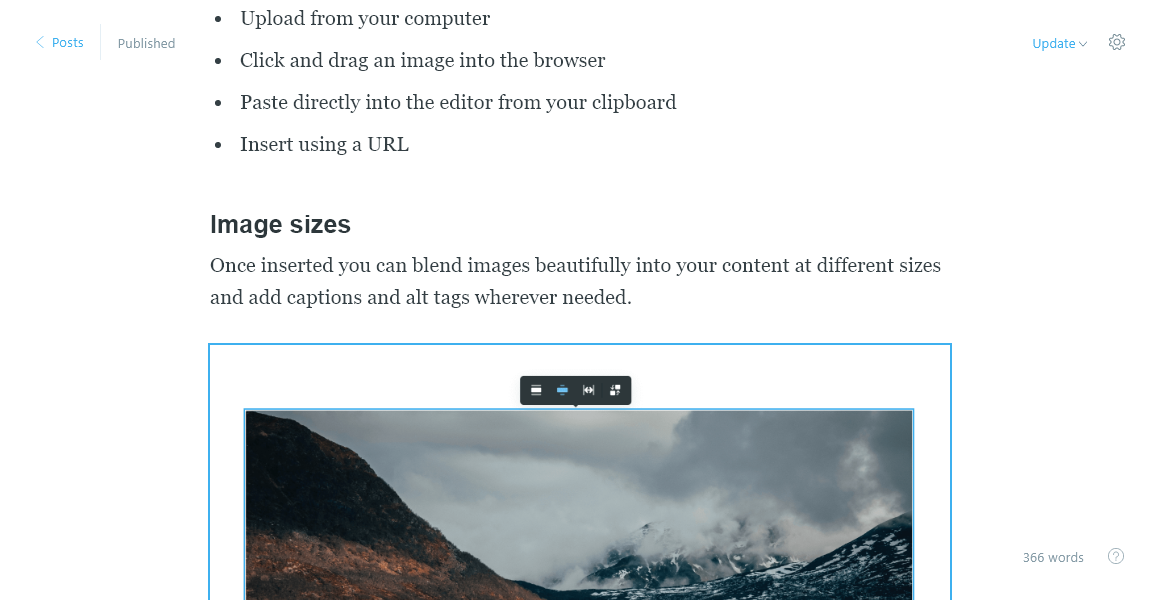 Upload from your computer
Posts
Published
Update
Click and drag an image into the browser
Paste directly into the editor from your clipboard
Insert using a URL
Image sizes
Once inserted you can blend images beautifully into your content at different sizes
and add captions and alt tags wherever needed.
366 words
?